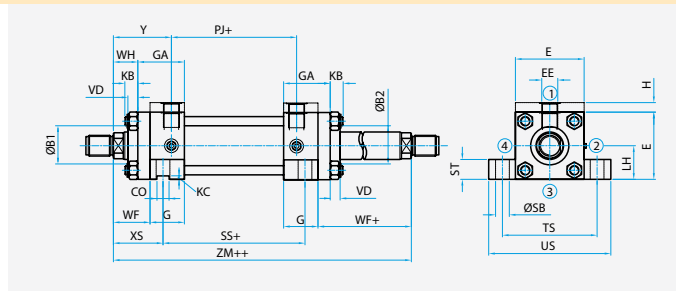 Y PJ+
WH GA GA KB
KB
VD
ØB1
ØB2
CO KC VD
WF G G WF+
XS SS+
ZM++
E
EE
H
1
4 2
3
ST
E
LH
ØSB
TS
US